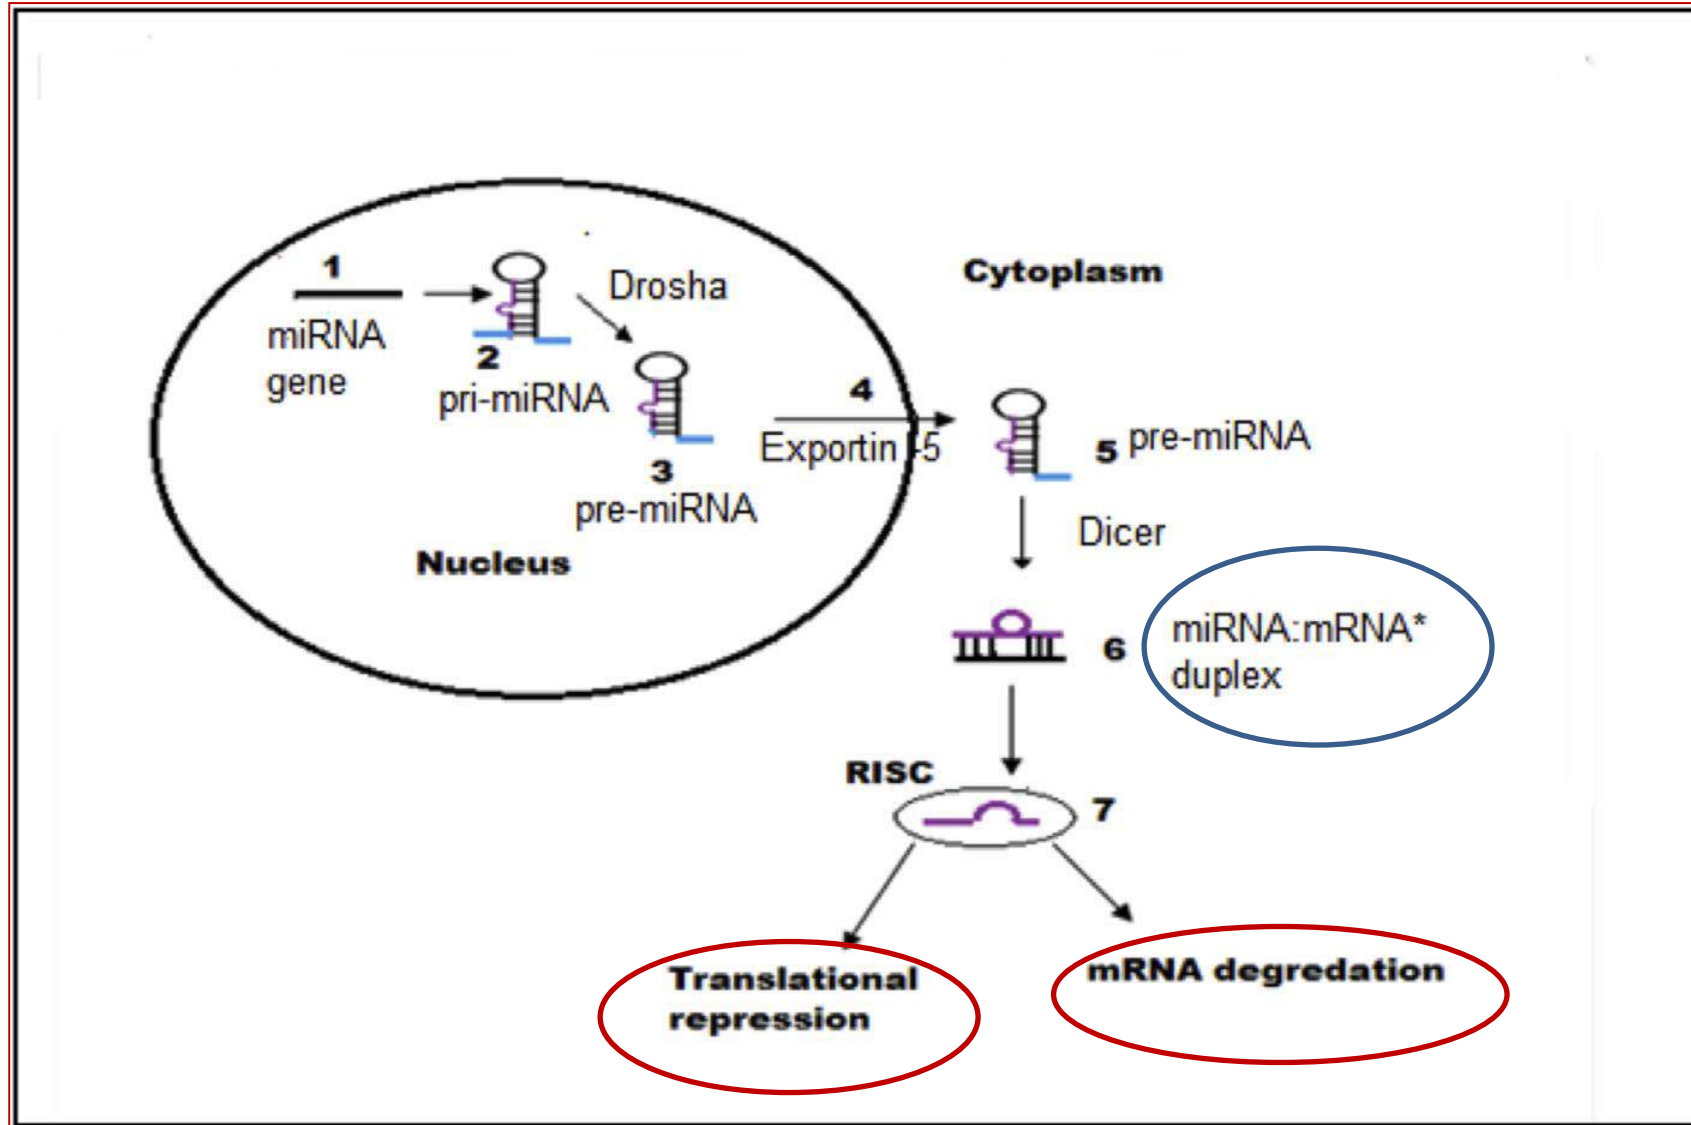 1
miRNA
gene
2
pri-miRNA
Drosha
3
pre-miRNA
Nucleus
4
Exportin -5
Cytoplasm
5 pre-miRNA
Dicer
6
miRNA:mRNA*
duplex
RISC
7
Translational
repression
mRNA degredation